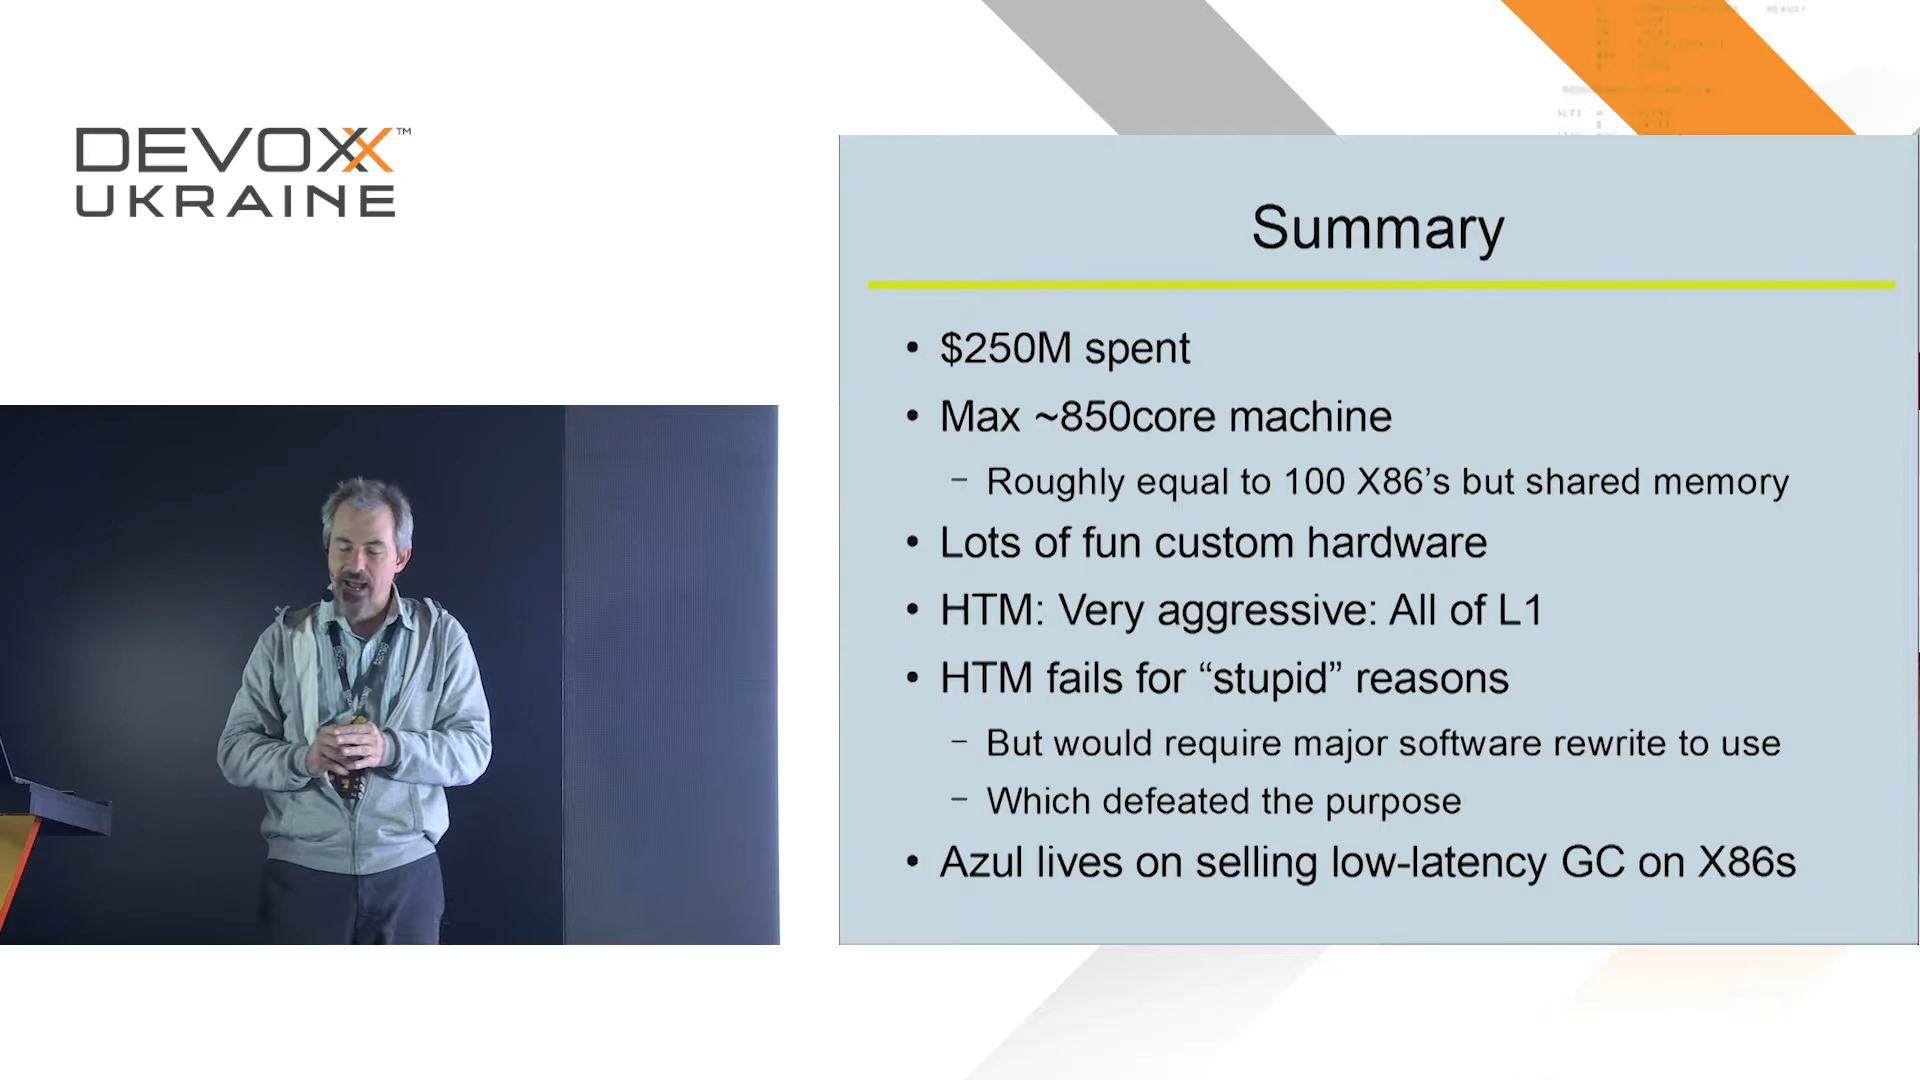 DEVOXX™
UKRAINE
Summary
• $250M spent
• Max ~850core machine
– Roughly equal to 100 X86’s but shared memory
• Lots of fun custom hardware
• HTM: Very aggressive: All of L1
• HTM fails for “stupid” reasons
– But would require major software rewrite to use
– Which defeated the purpose
• Azul lives on selling low-latency GC on X86s